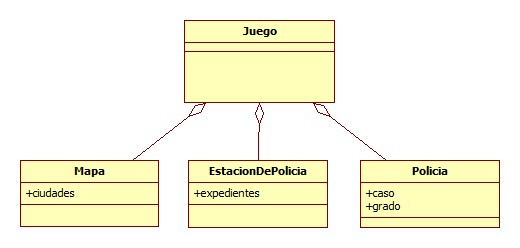 Juego
Mapa
+ciudades
EstacionDePolicia
+expedientes
Policia
+caso
+grado